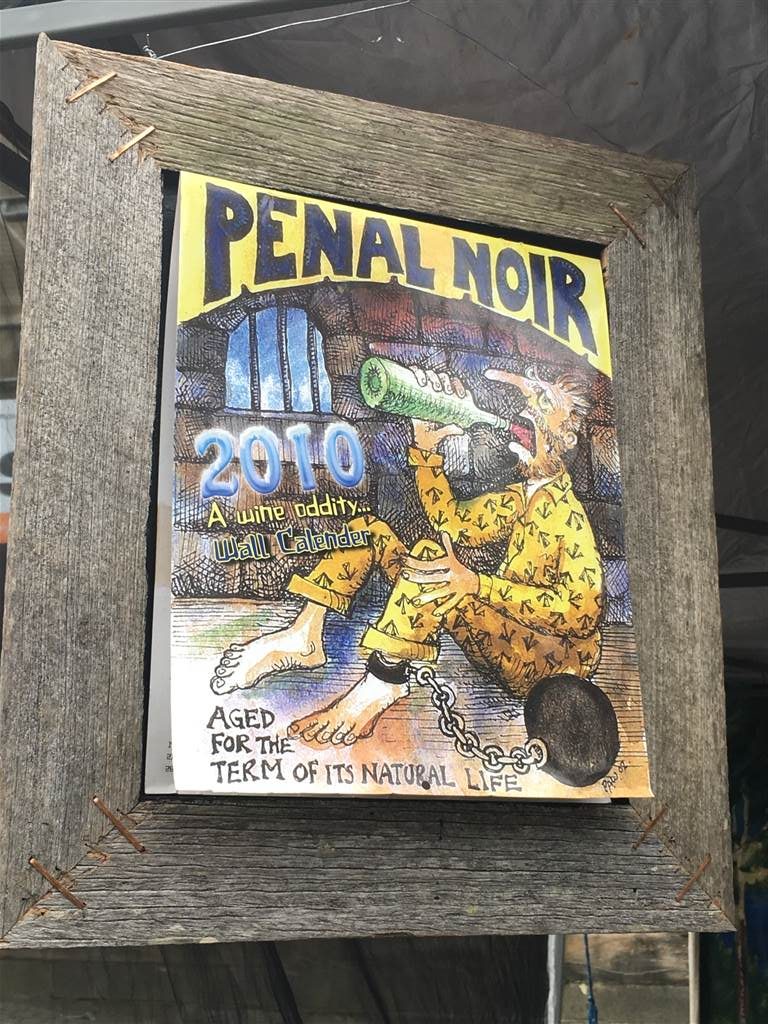 PENAL NOIR
2010
A wine oddity...
Wall Calender
AGED
FOR THE
TERM OF ITS NATURAL LIFE